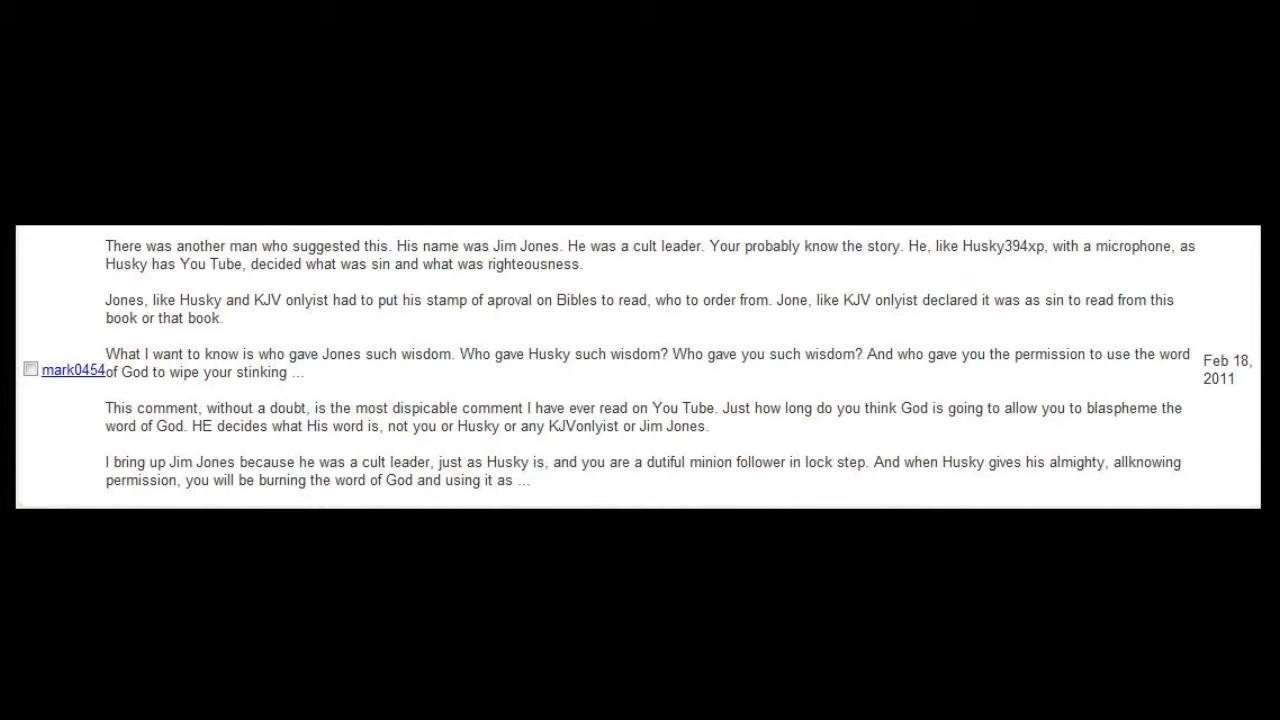 There was another man who suggested this. His name was Jim Jones. He was a cult leader. Your probably know the story. He, like Husky394xp, with a microphone, as
Husky has You Tube, decided what was sin and what was righteousness.
Jones, like Husky and KJV onlyist had to put his stamp of aproval on Bibles to read, who to order from. Jone, like KJV onlyist declared it was as sin to read from this
book or that book.
What I want to know is who gave Jones such wisdom. Who gave Husky such wisdom? Who gave you such wisdom? And who gave you the permission to use the word
mark0454 of God to wipe your stinking ...
Feb 18,
2011
This comment, without a doubt, is the most dispicable comment I have ever read on You Tube. Just how long do you think God is going to allow you to blaspheme the
word of God. HE decides what His word is, not you or Husky or any KJVonlyist or Jim Jones.
I bring up Jim Jones because he was a cult leader, just as Husky is, and you are a dutiful minion follower in lock step. And when Husky gives his almighty, allknowing
permission, you will be burning the word of God and using it as ...